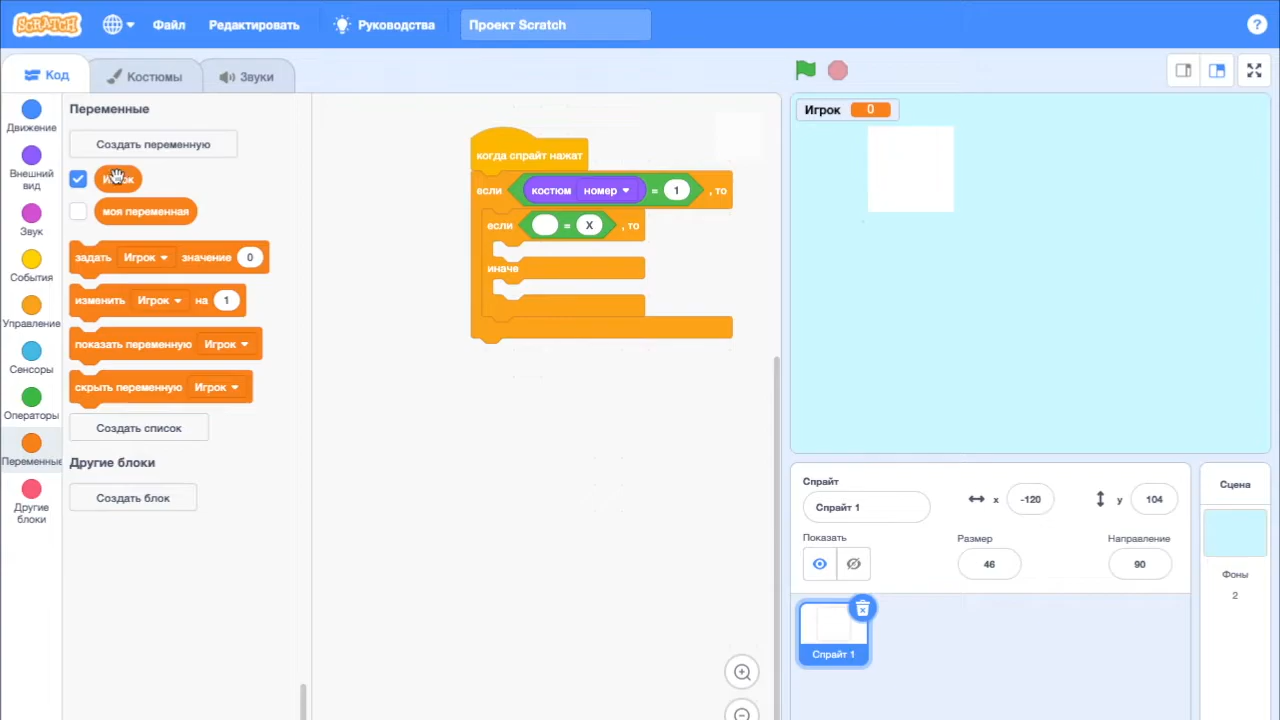 SCRATCH
Файл
Редактировать
Руководства
Проект Scratch
?
Код
Костюмы
Звуки
Движение
Внешний вид
Звук
События
Управление
Сенсоры
Операторы
Переменные
Другие блоки
Переменные
Создать переменную
моя переменная
задать Игрок значение 0
изменить Игрок на 1
показать переменную Игрок
скрыть переменную Игрок
Создать список
Другие блоки
Создать блок
когда спрайт нажат
если костюм номер = 1 , то
если = X , то
иначе
Игрок 0
Спрайт
Спрайт 1
x -120
y 104
Показать
Размер
46
Направление
90
Спрайт 1
Сцена
Фоны
2